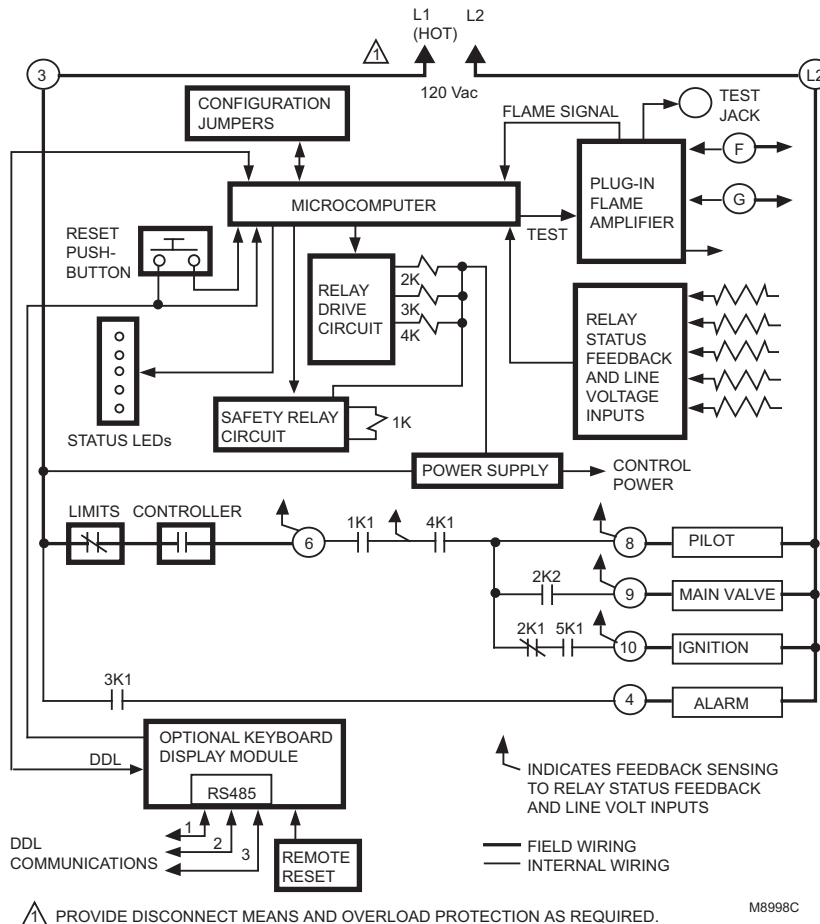 L1
(HOT)
L2
1
3
L2
120 Vac
CONFIGURATION
JUMPERS
FLAME SIGNAL
TEST
JACK
F
PLUG-IN
FLAME
AMPLIFIER
G
MICROCOMPUTER
TEST
RESET
PUSH-
BUTTON
RELAY
DRIVE
CIRCUIT
2K
3K
4K
RELAY
STATUS
FEEDBACK
AND LINE
VOLTAGE
INPUTS
STATUS LEDs
SAFETY RELAY
CIRCUIT
1K
POWER SUPPLY
CONTROL
POWER
LIMITS
CONTROLLER
6
1K1
4K1
8
PILOT
2K2
9
MAIN VALVE
2K1
5K1
10
IGNITION
3K1
4
ALARM
OPTIONAL KEYBOARD
DISPLAY MODULE
DDL
RS485
INDICATES FEEDBACK SENSING
TO RELAY STATUS FEEDBACK
AND LINE VOLT INPUTS
1
2
3
DDL
COMMUNICATIONS
REMOTE
RESET
FIELD WIRING
INTERNAL WIRING
1 PROVIDE DISCONNECT MEANS AND OVERLOAD PROTECTION AS REQUIRED.
M8998C